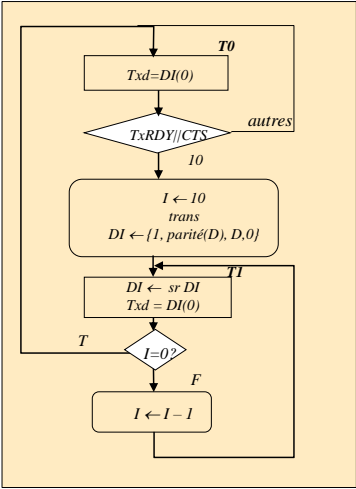 T0
Txd=DI(0)
TxRDY//CTS
autres
10
I ← 10
trans
DI ← {1, parité(D), D,0}
T1
DI ← sr DI
Txd = DI(0)
T
I=0?
F
I ← I – 1